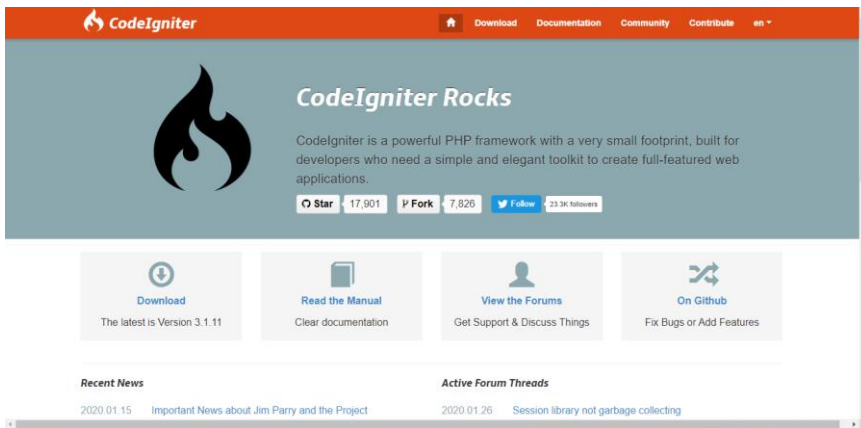 CodeIgniter
Download Documentation Community Contribute en
CodeIgniter Rocks
CodeIgniter is a powerful PHP framework with a very small footprint, built for
developers who need a simple and elegant toolkit to create full-featured web
applications.
Star 17,901 Fork 7,826 Follow 23.3K followers
Download
The latest is Version 3.1.11
Read the Manual
Clear documentation
View the Forums
Get Support & Discuss Things
On Github
Fix Bugs or Add Features
Recent News
2020.01.15 Important News about Jim Parry and the Project
Active Forum Threads
2020.01.26 Session library not garbage collecting